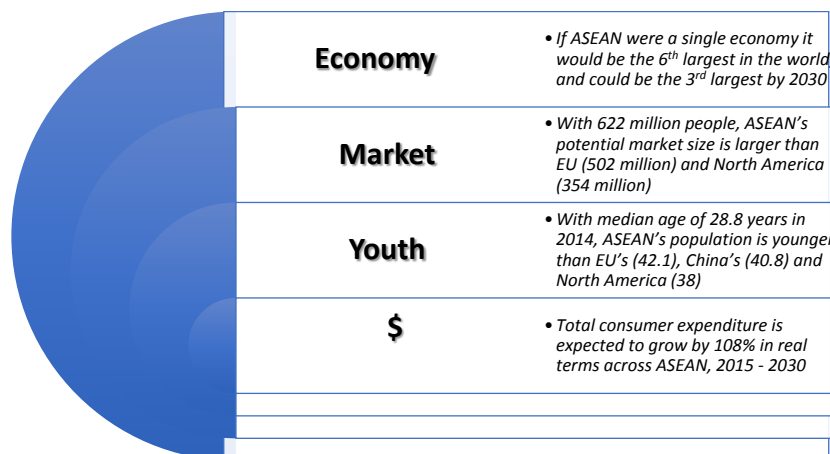 Economy
• If ASEAN were a single economy it
would be the 6th largest in the world,
and could be the 3rd largest by 2030
Market
• With 622 million people, ASEAN's
potential market size is larger than
EU (502 million) and North America
(354 million)
Youth
• With median age of 28.8 years in
2014, ASEAN's population is younger
than EU's (42.1), China's (40.8) and
North America (38)
$
• Total consumer expenditure is
expected to grow by 108% in real
terms across ASEAN, 2015 - 2030